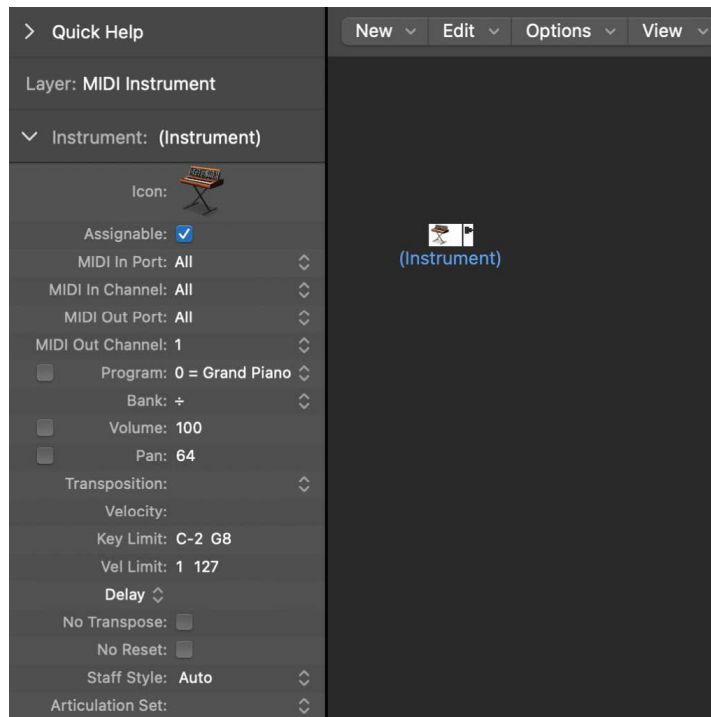 Quick Help
New Edit Options View
Layer: MIDI Instrument
Instrument: (Instrument)
Icon:
Assignable:
(Instrument)
MIDI In Port: All
MIDI In Channel: All
MIDI Out Port: All
MIDI Out Channel: 1
Program: 0 = Grand Piano
Bank: ÷
Volume: 100
Pan: 64
Transposition:
Velocity:
Key Limit: C-2 G8
Vel Limit: 1 127
Delay
No Transpose:
No Reset:
Staff Style: Auto
Articulation Set: